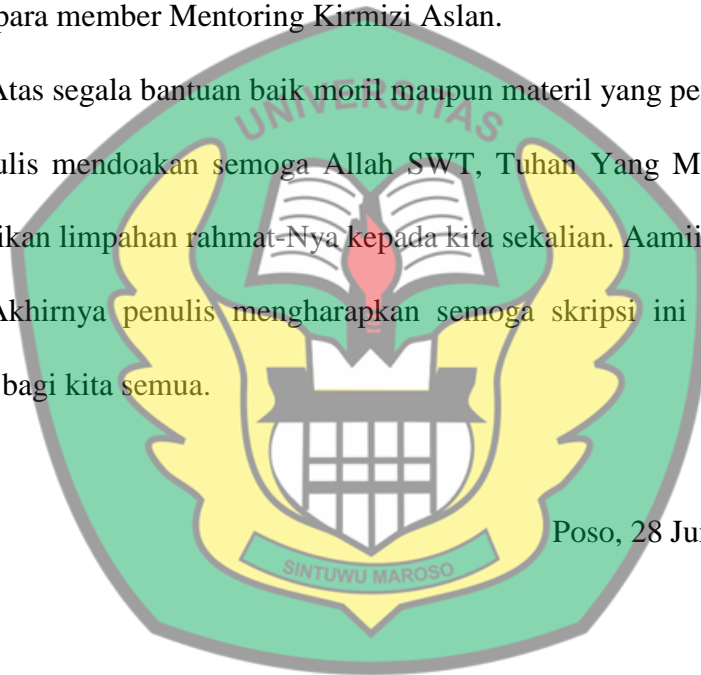 para member Mentoring Kirmizi Aslan.
Atas segala bantuan baik moril maupun materil yang pe
ulis mendoakan semoga Allah SWT, Tuhan Yang M
ikan limpahan rahmat-Nya kepada kita sekalian. Aamii
Akhirnya penulis mengharapkan semoga skripsi ini
bagi kita semua.
Poso, 28 Ju
UNIVERSITAS
SINTUWU MAROSO